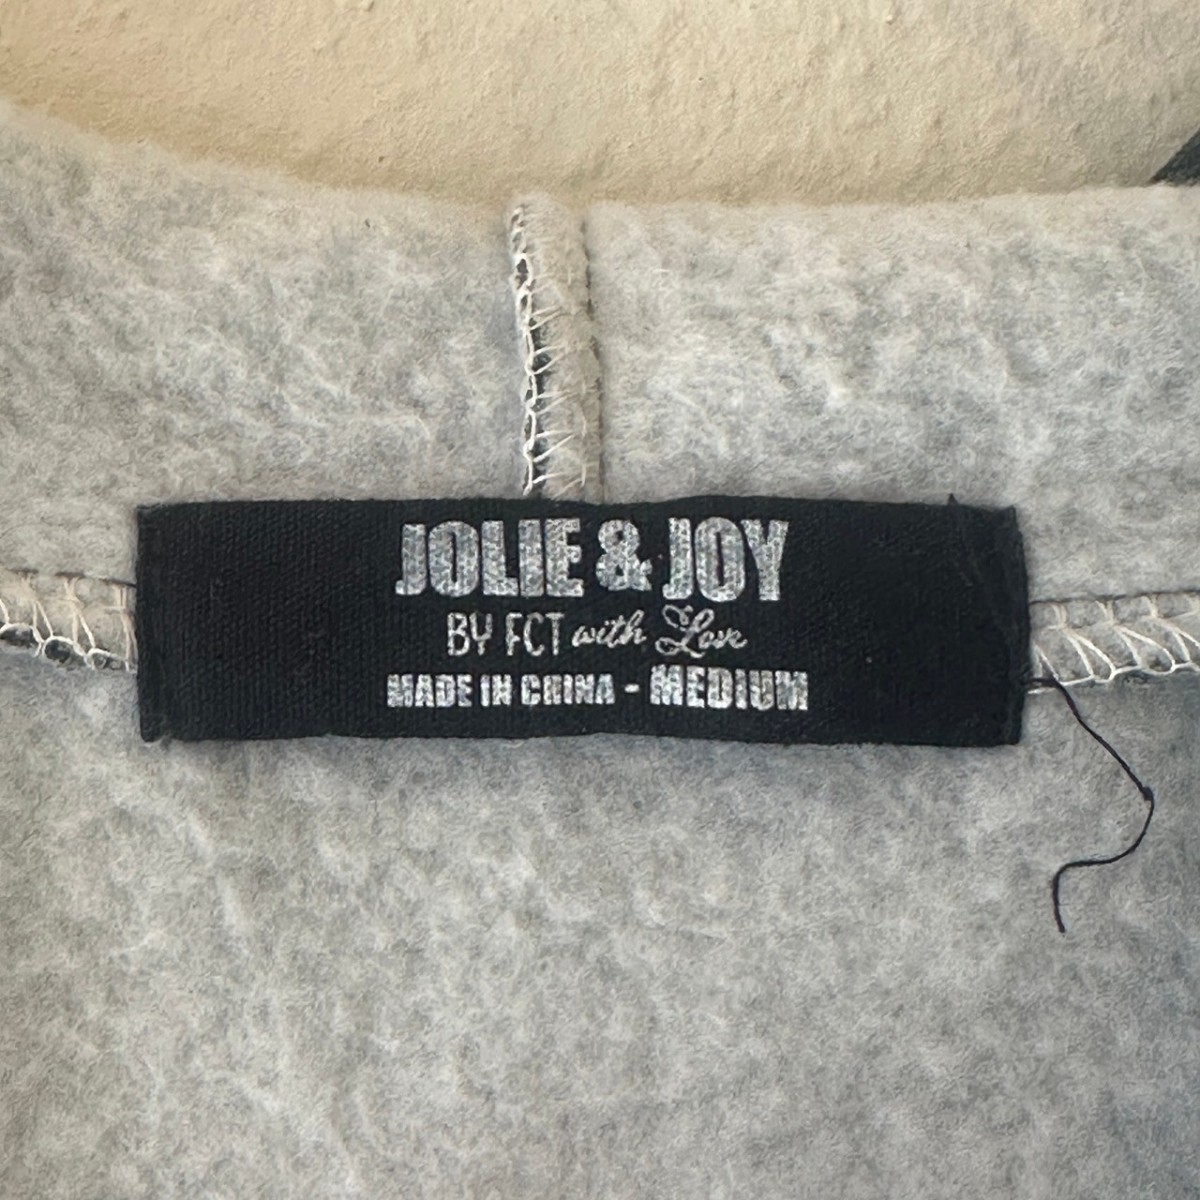 JOLIE & JOY
BY FCT with Love
MADE IN CHINA - MEDIUM